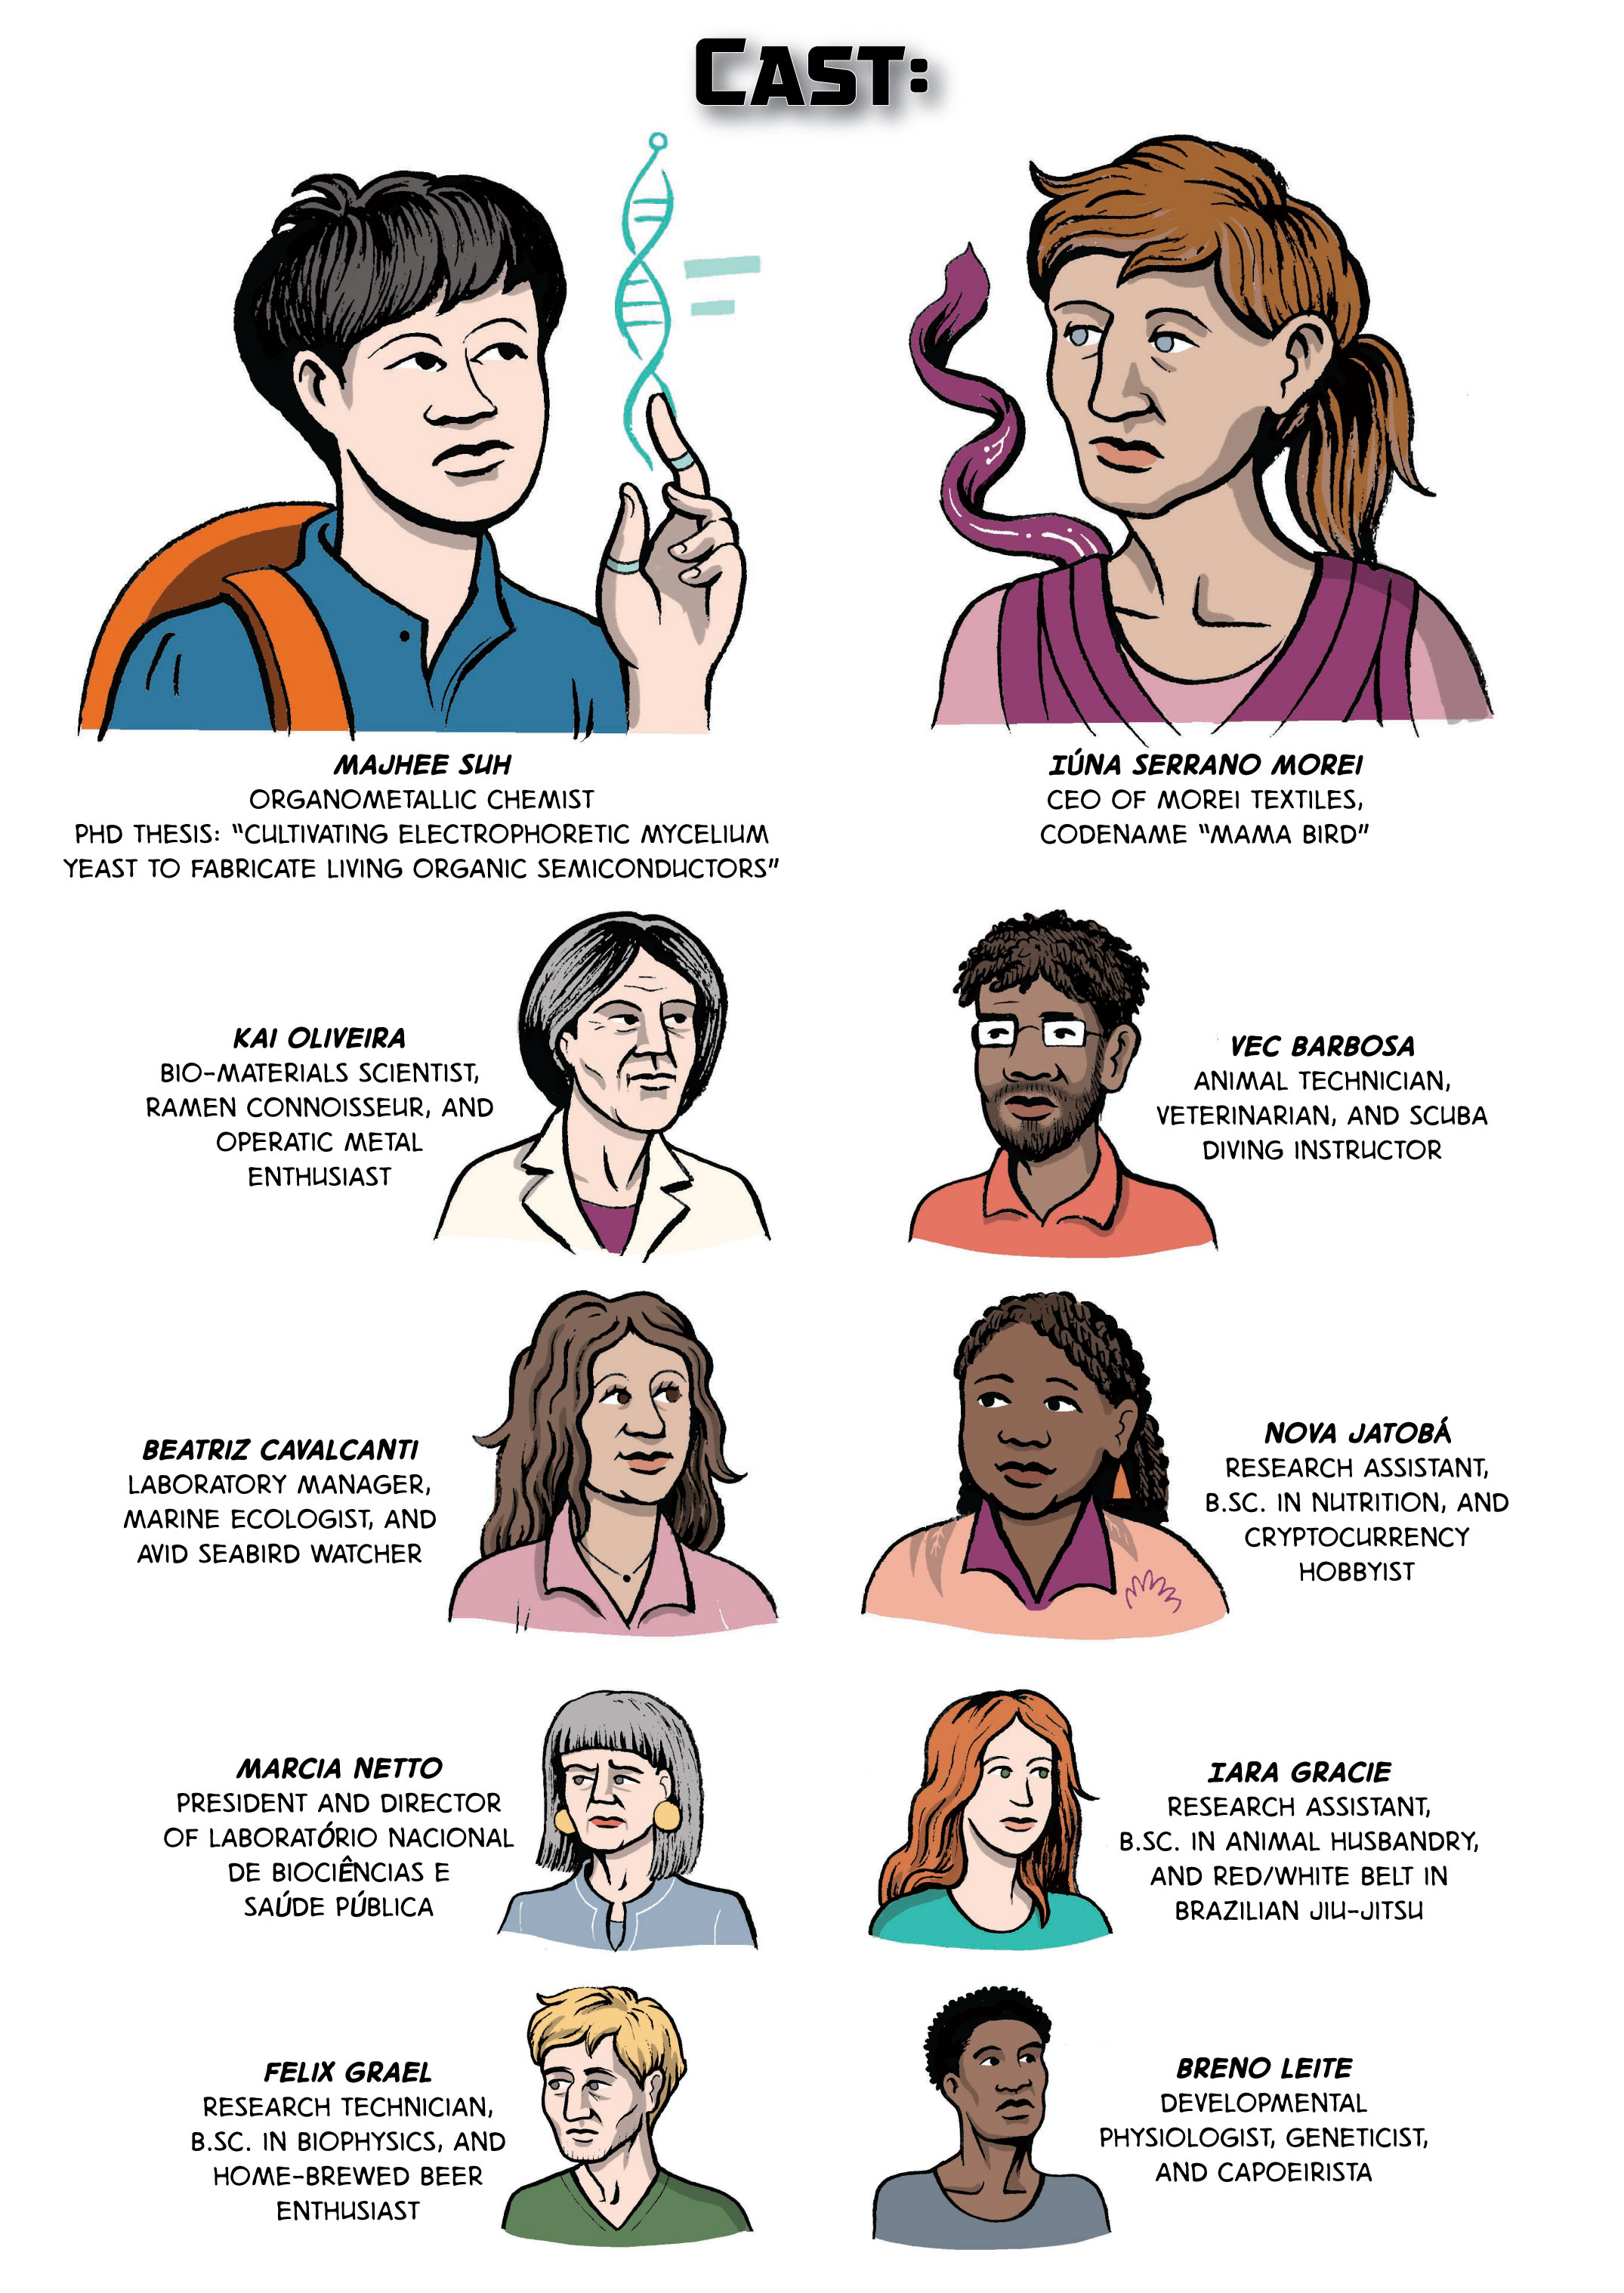 CAST:
MAJHEE SUH
ORGANOMETALLIC CHEMIST
PHD THESIS: "CULTIVATING ELECTROPHORETIC MYCELIUM
YEAST TO FABRICATE LIVING ORGANIC SEMICONDUCTORS"
IÚNA SERRANO MOREI
CEO OF MOREI TEXTILES,
CODENAME "MAMA BIRD"
KAI OLIVEIRA
BIO-MATERIALS SCIENTIST,
RAMEN CONNOISSEUR, AND
OPERATIC METAL
ENTHUSIAST
VEC BARBOSA
ANIMAL TECHNICIAN,
VETERINARIAN, AND SCUBA
DIVING INSTRUCTOR
BEATRIZ CAVALCANTI
LABORATORY MANAGER,
MARINE ECOLOGIST, AND
AVID SEABIRD WATCHER
NOVA JATOBÁ
RESEARCH ASSISTANT,
B.SC. IN NUTRITION, AND
CRYPTOCURRENCY
HOBBYIST
MARCIA NETTO
PRESIDENT AND DIRECTOR
OF LABORATÓRIO NACIONAL
DE BIOCIÊNCIAS E
SAÚDE PÚBLICA
IARA GRACIE
RESEARCH ASSISTANT,
B.SC. IN ANIMAL HUSBANDRY,
AND RED/WHITE BELT IN
BRAZILIAN JIU-JITSU
FELIX GRAEL
RESEARCH TECHNICIAN,
B.SC. IN BIOPHYSICS, AND
HOME-BREWED BEER
ENTHUSIAST
BRENO LEITE
DEVELOPMENTAL
PHYSIOLOGIST, GENETICIST,
AND CAPOEIRISTA